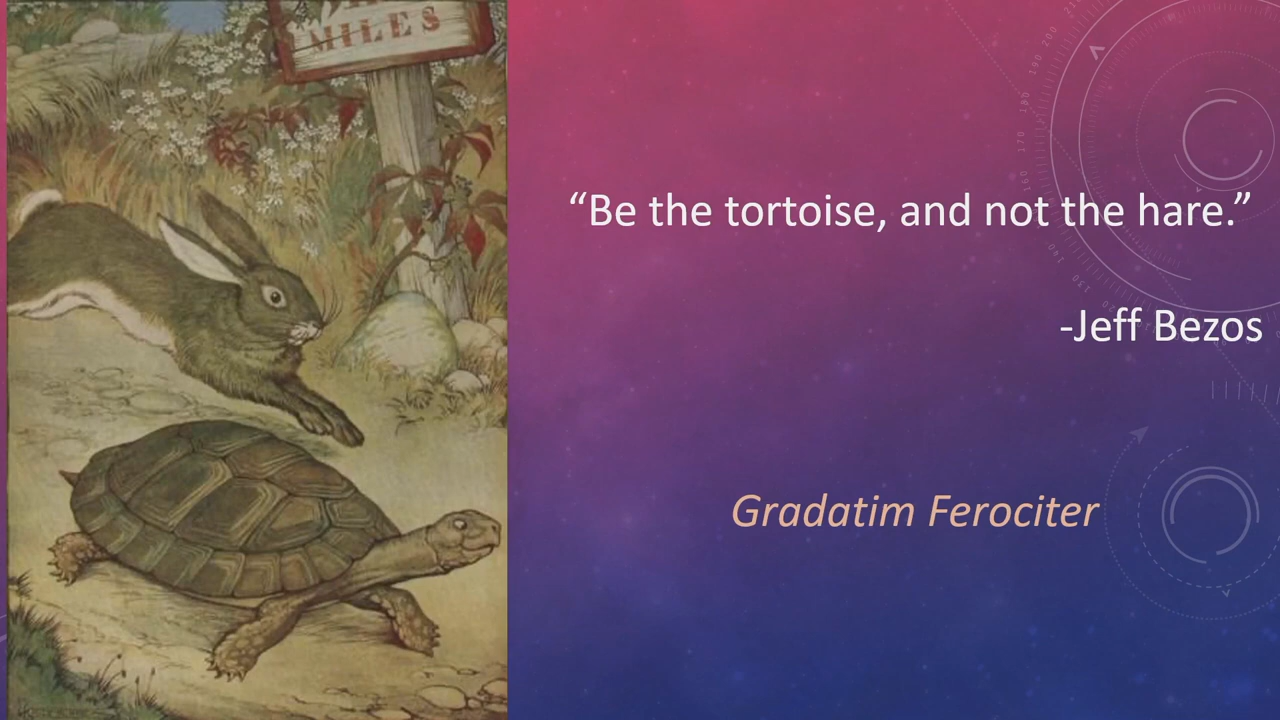 MILES
“Be the tortoise, and not the hare.”
-Jeff Bezos
Gradatim Ferociter